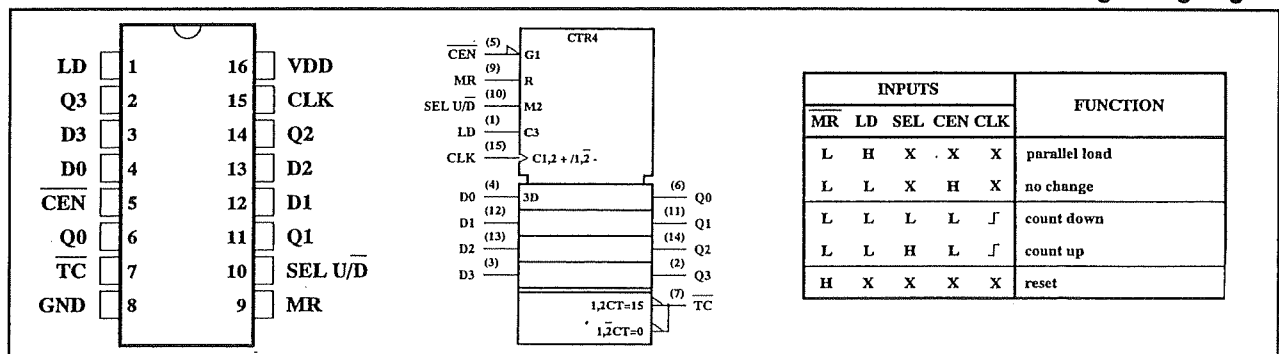 LD 1 16 VDD
Q3 2 15 CLK
D3 3 14 Q2
D0 4 13 D2
CEN 5 12 D1
Q0 6 11 Q1
TC 7 10 SEL U/D
GND 8 9 MR
CTR4
CEN (5) G1
MR (9) R
SEL U/D (10) M2
LD (1) C3
CLK (15) C1,2 + /1,2 -
D0 (4) 3D (6) Q0
D1 (12) (11) Q1
D2 (13) (14) Q2
D3 (3) (2) Q3
1,2CT=15 (7) TC
1,2CT=0
INPUTS FUNCTION
MR LD SEL CEN CLK
L H X X X parallel load
L L X H X no change
L L L L count down
L L H L count up
H X X X X reset